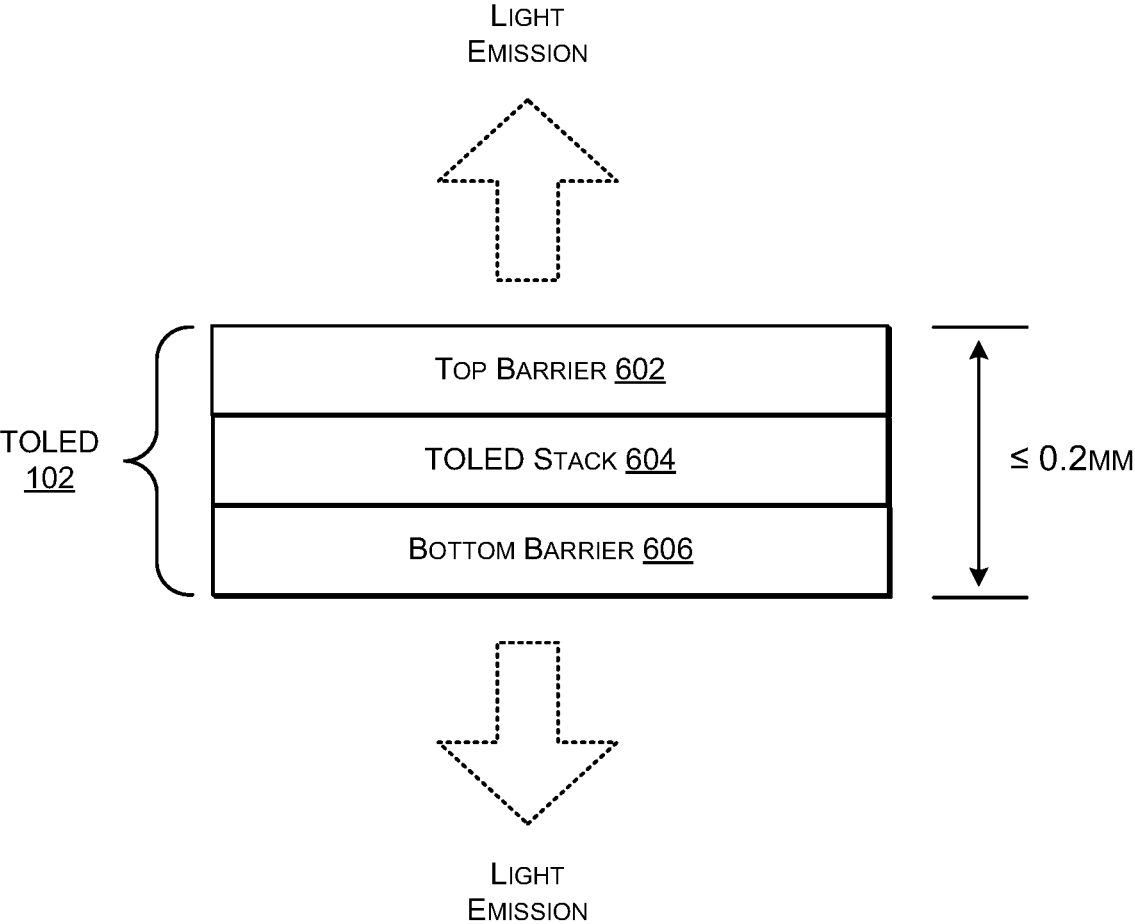 LIGHT
EMISSION
TOP BARRIER 602
TOLED
102
TOLED STACK 604
≤ 0.2MM
BOTTOM BARRIER 606
LIGHT
EMISSION